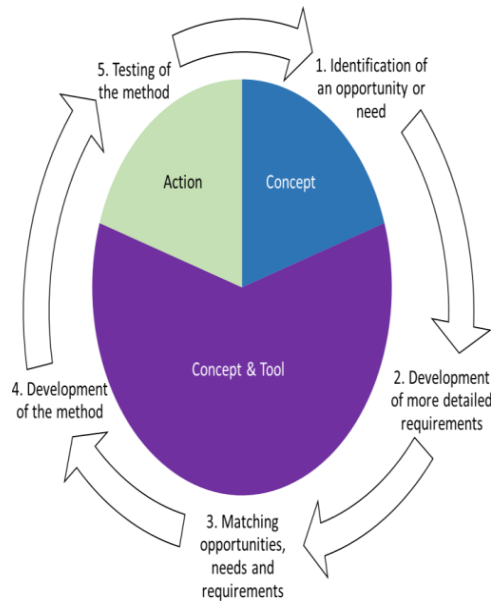 5. Testing of
the method
1. Identification of
an opportunity or
need
Action
Concept
Concept & Tool
4. Development
of the method
2. Development
of more detailed
requirements
3. Matching
opportunities,
needs and
requirements